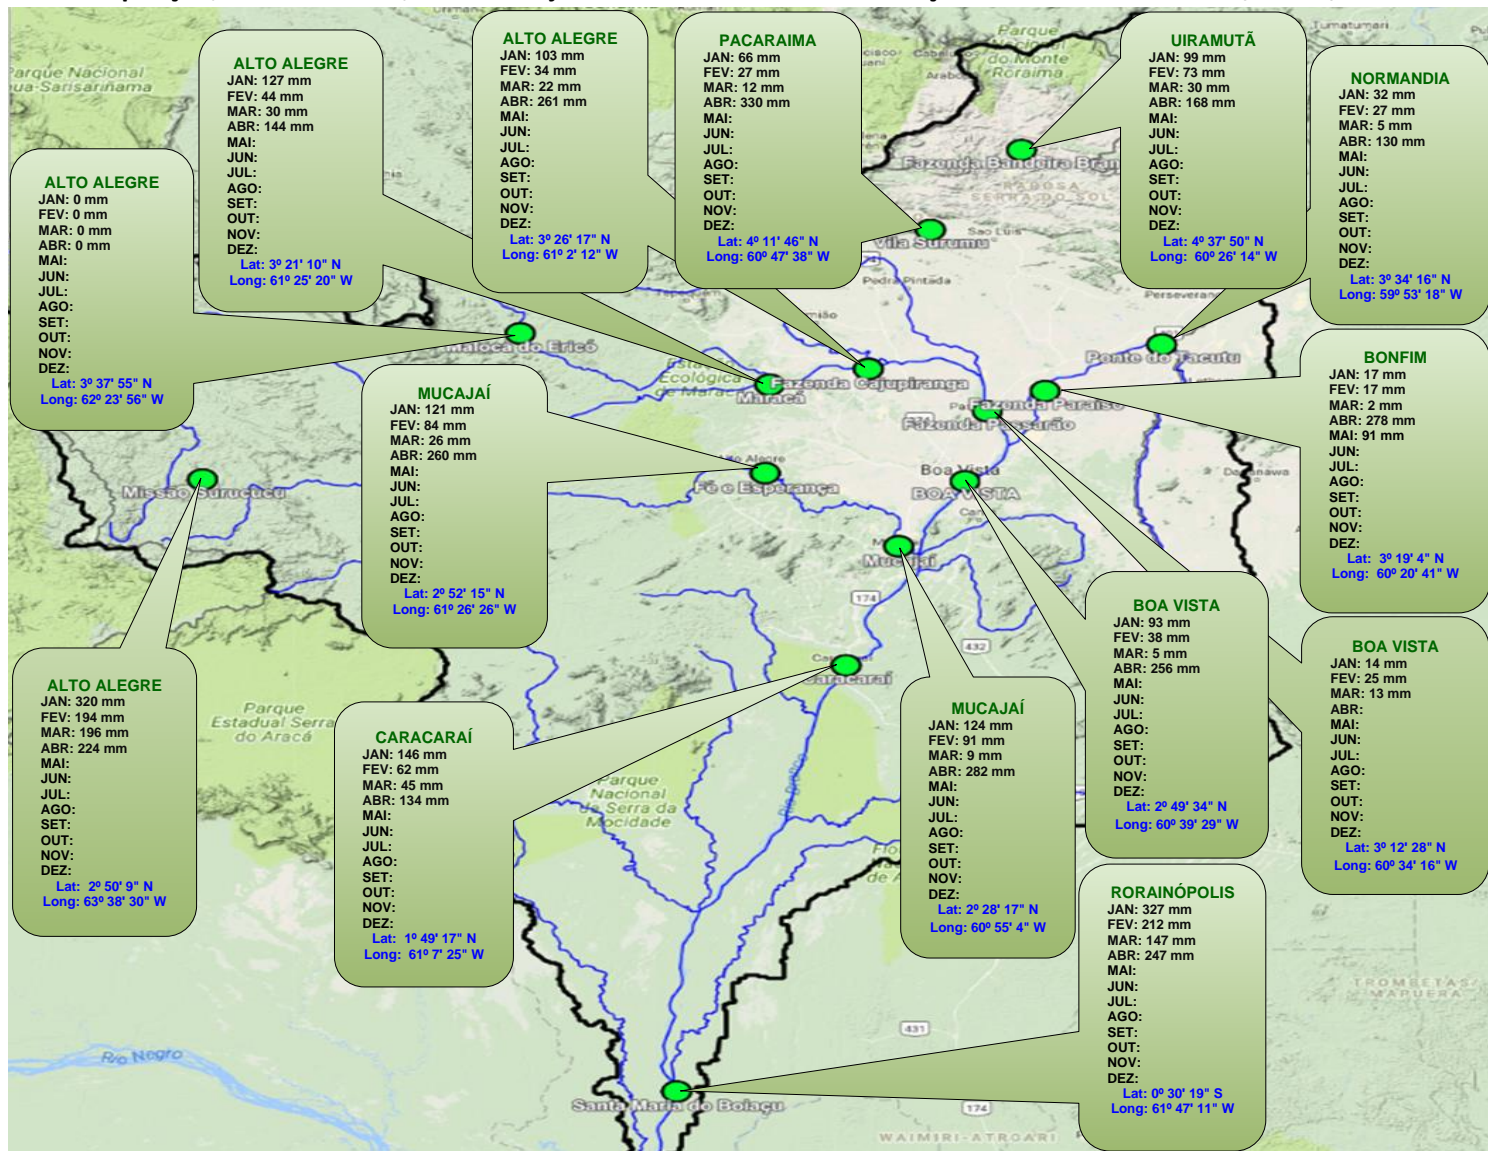 ALTO ALEGRE
JAN: 127 mm
FEV: 44 mm
MAR: 30 mm
ABR: 144 mm
MAI:
JUN:
JUL:
AGO:
SET:
OUT:
NOV:
DEZ:
Lat: 3º 21' 10" N
Long: 61º 25' 20" W
ALTO ALEGRE
JAN: 103 mm
FEV: 34 mm
MAR: 22 mm
ABR: 261 mm
MAI:
JUN:
JUL:
AGO:
SET:
OUT:
NOV:
DEZ:
Lat: 3º 26' 17" N
Long: 61º 2' 12" W
PACARAIMA
JAN: 66 mm
FEV: 27 mm
MAR: 12 mm
ABR: 330 mm
MAI:
JUN:
JUL:
AGO:
SET:
OUT:
NOV:
DEZ:
Lat: 4º 11' 46" N
Long: 60º 47' 38" W
UIRAMUTÃ
JAN: 99 mm
FEV: 73 mm
MAR: 30 mm
ABR: 168 mm
MAI:
JUN:
JUL:
AGO:
SET:
OUT:
NOV:
DEZ:
Lat: 4º 37' 50" N
Long: 60º 26' 14" W
NORMANDIA
JAN: 32 mm
FEV: 27 mm
MAR: 5 mm
ABR: 130 mm
MAI:
JUN:
JUL:
AGO:
SET:
OUT:
NOV:
DEZ:
Lat: 3º 34' 16" N
Long: 59º 53' 18" W
ALTO ALEGRE
JAN: 0 mm
FEV: 0 mm
MAR: 0 mm
ABR: 0 mm
MAI:
JUN:
JUL:
AGO:
SET:
OUT:
NOV:
DEZ:
Lat: 3º 37' 55" N
Long: 62º 23' 56" W
MUCAJAÍ
JAN: 121 mm
FEV: 84 mm
MAR: 26 mm
ABR: 260 mm
MAI:
JUN:
JUL:
AGO:
SET:
OUT:
NOV:
DEZ:
Lat: 2º 52' 15" N
Long: 61º 26' 26" W
BONFIM
JAN: 17 mm
FEV: 17 mm
MAR: 2 mm
ABR: 278 mm
MAI: 91 mm
JUN:
JUL:
AGO:
SET:
OUT:
NOV:
DEZ:
Lat: 3º 19' 4" N
Long: 60º 20' 41" W
BOA VISTA
JAN: 93 mm
FEV: 38 mm
MAR: 5 mm
ABR: 256 mm
MAI:
JUN:
JUL:
AGO:
SET:
OUT:
NOV:
DEZ:
Lat: 2º 49' 34" N
Long: 60º 39' 29" W
BOA VISTA
JAN: 14 mm
FEV: 25 mm
MAR: 13 mm
ABR:
MAI:
JUN:
JUL:
AGO:
SET:
OUT:
NOV:
DEZ:
Lat: 3º 12' 28" N
Long: 60º 34' 16" W
ALTO ALEGRE
JAN: 320 mm
FEV: 194 mm
MAR: 196 mm
ABR: 224 mm
MAI:
JUN:
JUL:
AGO:
SET:
OUT:
NOV:
DEZ:
Lat: 2º 50' 9" N
Long: 63º 38' 30" W
CARACARAÍ
JAN: 146 mm
FEV: 62 mm
MAR: 45 mm
ABR: 134 mm
MAI:
JUN:
JUL:
AGO:
SET:
OUT:
NOV:
DEZ:
Lat: 1º 49' 17" N
Long: 61º 7' 25" W
MUCAJAÍ
JAN: 124 mm
FEV: 91 mm
MAR: 9 mm
ABR: 282 mm
MAI:
JUN:
JUL:
AGO:
SET:
OUT:
NOV:
DEZ:
Lat: 2º 28' 17" N
Long: 60º 55' 4" W
RORAINÓPOLIS
JAN: 327 mm
FEV: 212 mm
MAR: 147 mm
ABR: 247 mm
MAI:
JUN:
JUL:
AGO:
SET:
OUT:
NOV:
DEZ:
Lat: 0º 30' 19" S
Long: 61º 47' 11" W
Tumatumari
Parque Nacional
Parque
do Monte
Roraima
Fazenda Bandeira
RAPOSA
SERRA DO SOL
Vila Surumu
Sao Luis
Pedra Pintada
Ericó
Fazenda Cajupiranga
Maracá
Ecológica
Ponte do Tacutu
Fazenda Paraíso
Fazenda Passarão
Missão Surucucu
Fé e Esperança
Boa Vista
BOA VISTA
Mucajaí
174
432
Parque
Estadual Serra
do Aracá
Parque
Nacional
da Serra da
Mocidade
Rio Branco
Rio Negro
Santa Maria do Boiaçu
431
174
WAIMIRI-ATROARI
TROMBETAS/
MAPUERA